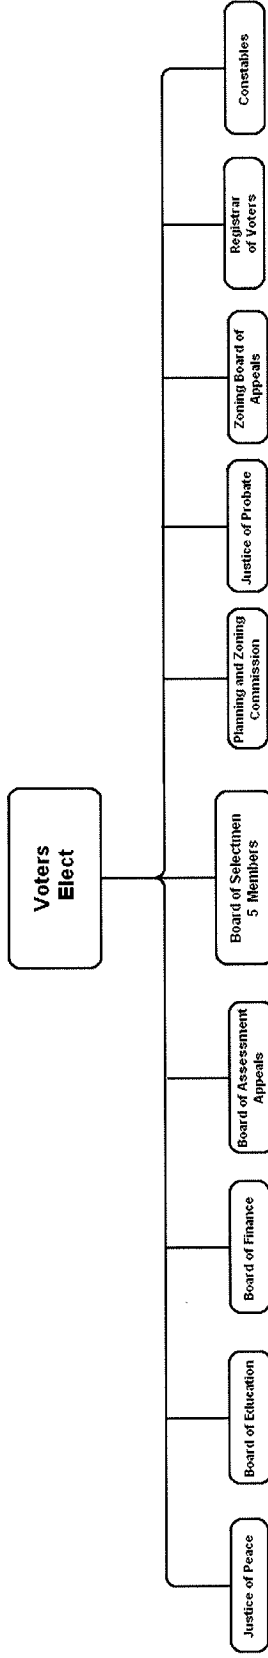 Voters
Elect
Justice of Peace
Board of Education
Board of Finance
Board of Assessment
Appeals
Board of Selectmen
5 Members
Planning and Zoning
Commission
Justice of Probate
Zoning Board of
Appeals
Registrar
of Voters
Constables